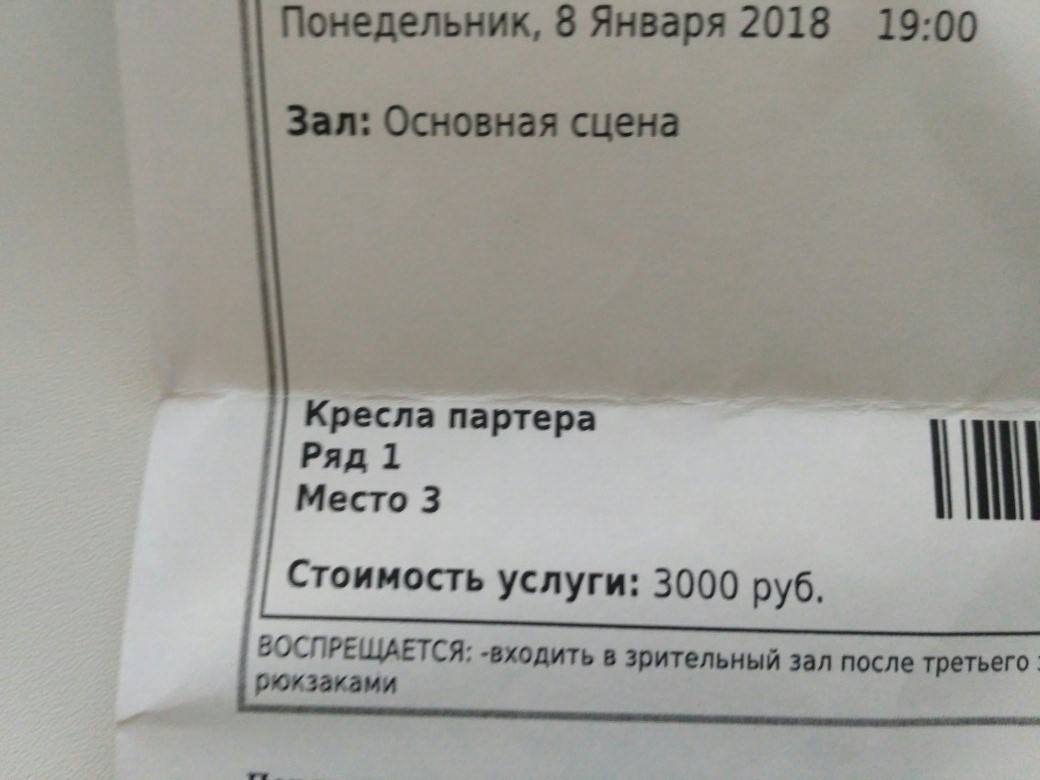 Понедельник, 8 Января 2018 19:00
Зал: Основная сцена
Кресла партера
Ряд 1
Место 3
Стоимость услуги: 3000 руб.
ВОСПРЕЩАЕТСЯ: -входить в зрительный зал после третьего
рюкзаками